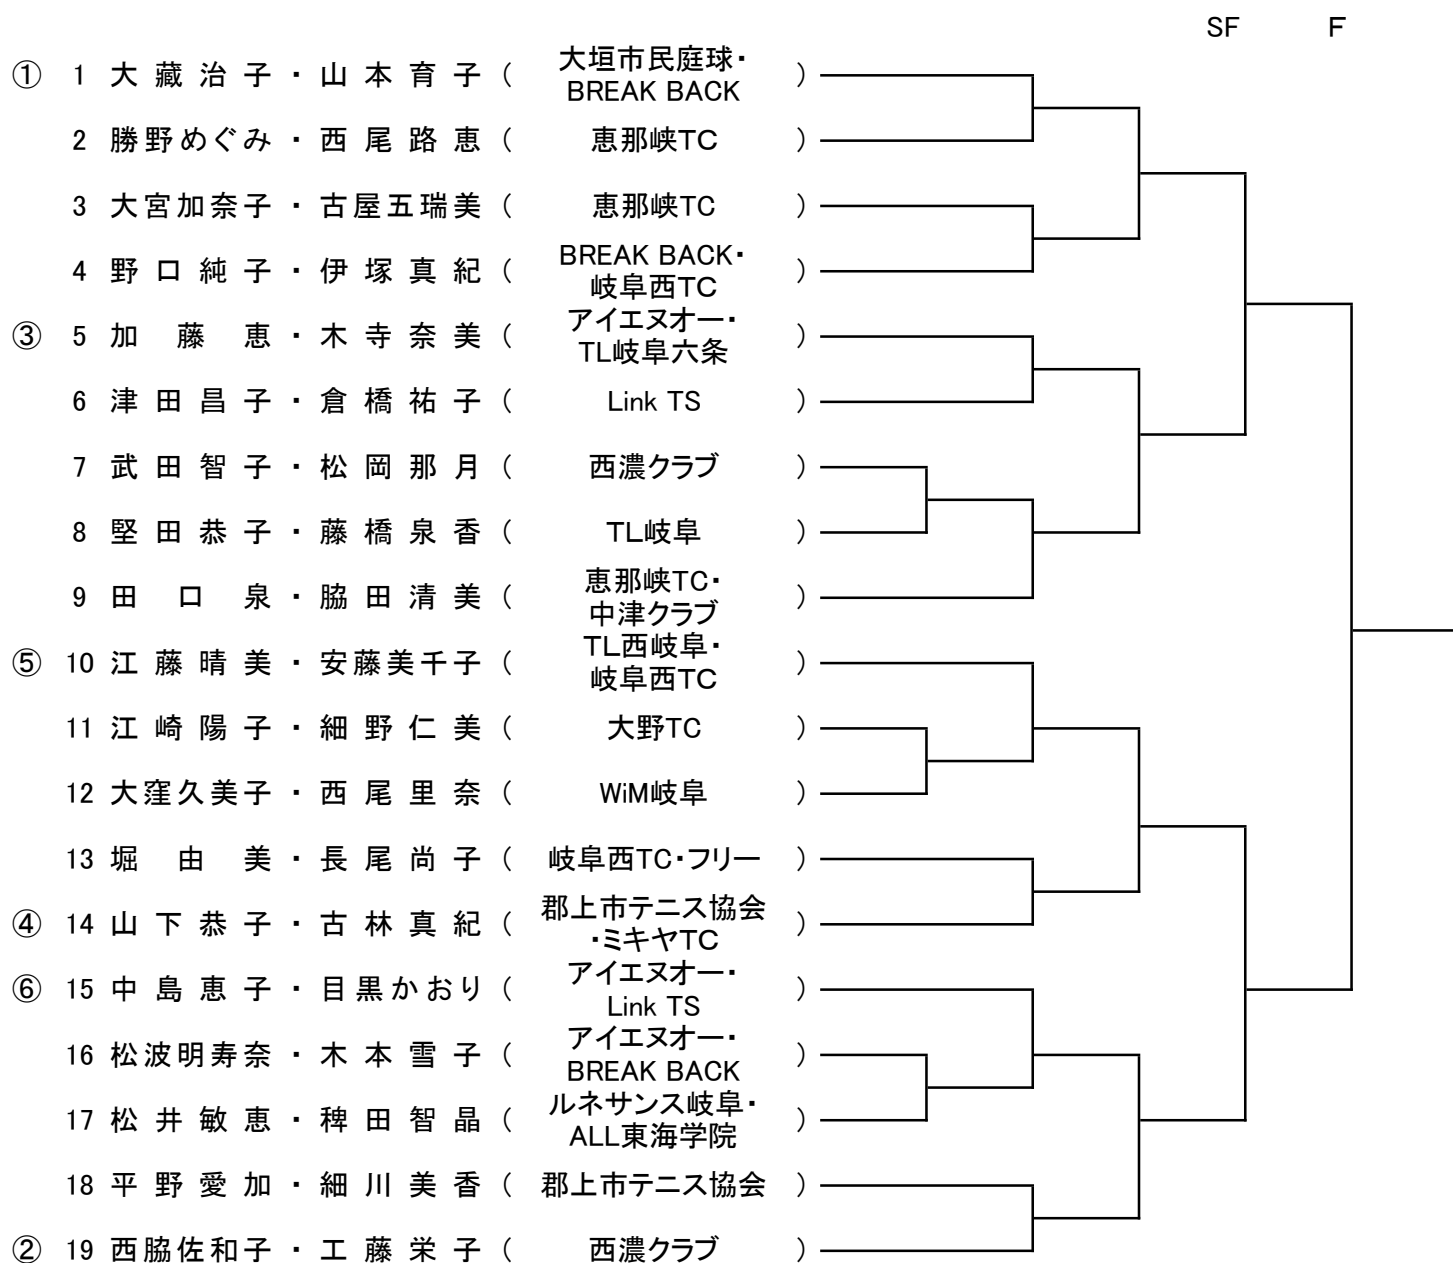 SF F
① 1 大藏治子・山本育子 ( 大垣市民庭球・
BREAK BACK )
2 勝野めぐみ・西尾路恵 ( 恵那峡TC )
3 大宮加奈子・古屋五瑞美 ( 恵那峡TC )
4 野口純子・伊塚真紀 ( BREAK BACK・
岐阜西TC )
③ 5 加藤恵・木寺奈美 ( アイエヌオー・
TL岐阜六条 )
6 津田昌子・倉橋祐子 ( Link TS )
7 武田智子・松岡那月 ( 西濃クラブ )
8 堅田恭子・藤橋泉香 ( TL岐阜 )
9 田口泉・脇田清美 ( 恵那峡TC・
中津クラブ )
⑤ 10 江藤晴美・安藤美千子 ( TL西岐阜・
岐阜西TC )
11 江崎陽子・細野仁美 ( 大野TC )
12 大窪久美子・西尾里奈 ( WiM岐阜 )
13 堀由美・長尾尚子 ( 岐阜西TC・フリー )
④ 14 山下恭子・古林真紀 ( 郡上市テニス協会
・ミキヤTC )
⑥ 15 中島恵子・目黒かおり ( アイエヌオー・
Link TS )
16 松波明寿奈・木本雪子 ( アイエヌオー・
BREAK BACK )
17 松井敏恵・稗田智晶 ( ルネサンス岐阜・
ALL東海学院 )
18 平野愛加・細川美香 ( 郡上市テニス協会 )
② 19 西脇佐和子・工藤栄子 ( 西濃クラブ )